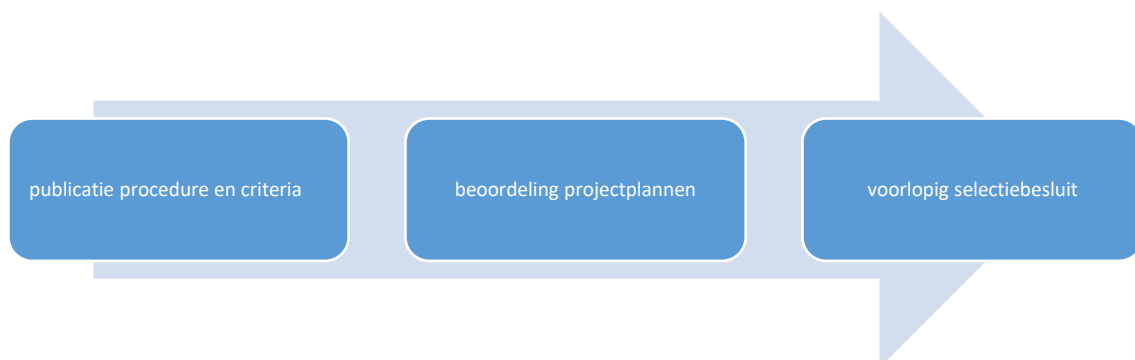 publicatie procedure en criteria
beoordeling projectplannen
voorlopig selectiebesluit